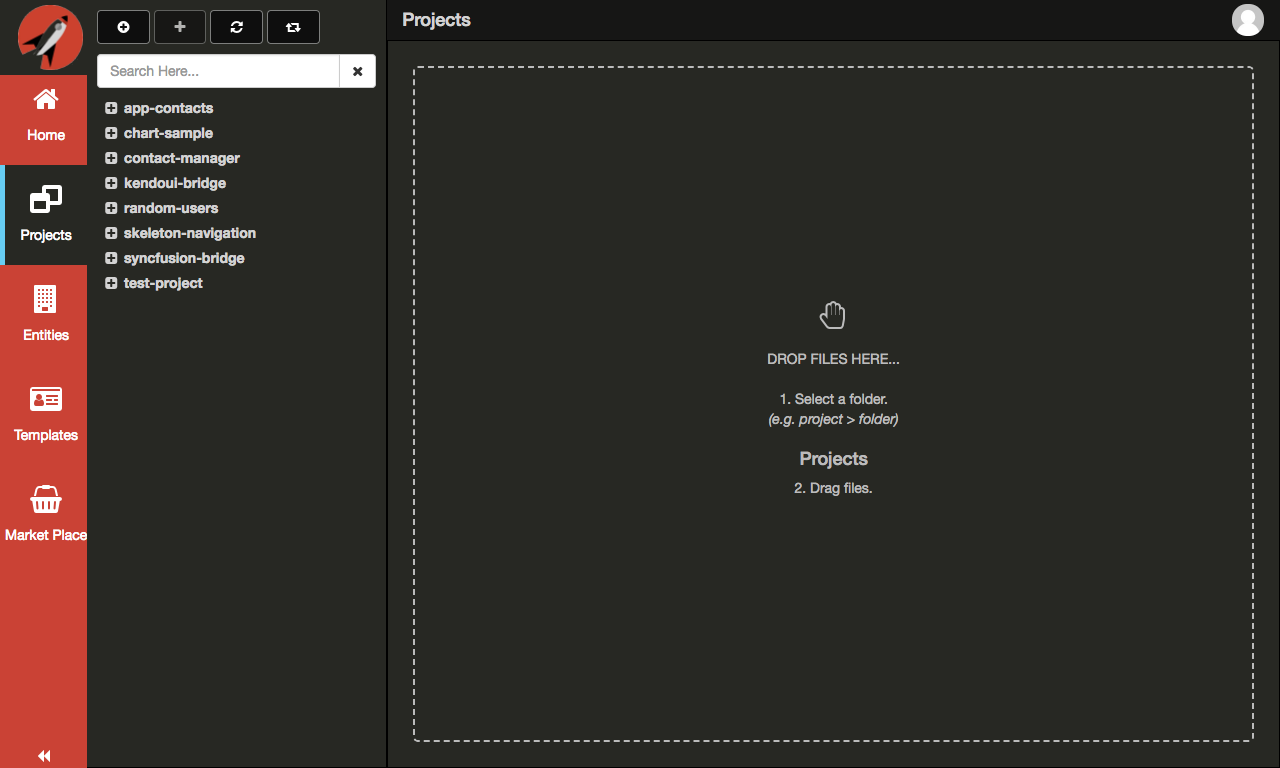 Projects
Search Here...
Home
Projects
Entities
Templates
Market Place
app-contacts
chart-sample
contact-manager
kendoui-bridge
random-users
skeleton-navigation
syncfusion-bridge
test-project
DROP FILES HERE...
1. Select a folder.
(e.g. project > folder)
Projects
2. Drag files.